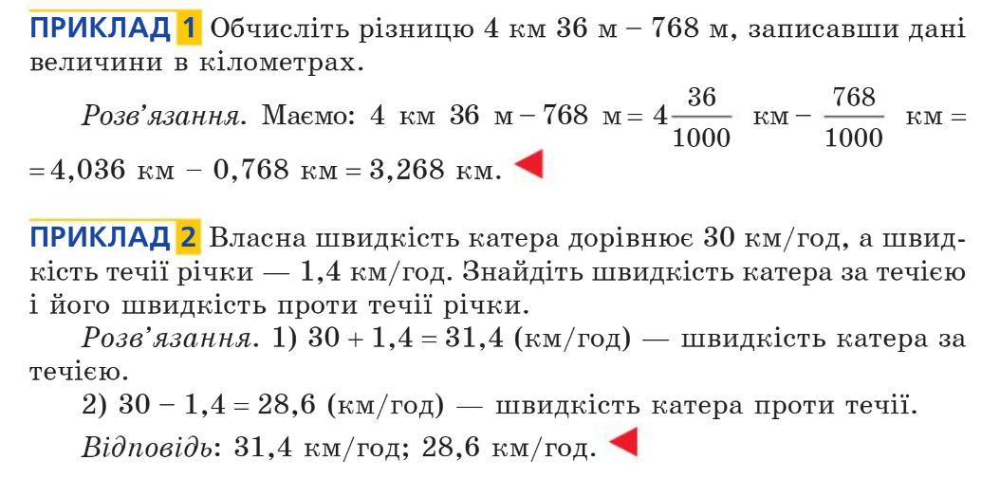 ПРИКЛАД 1 Обчисліть різницю 4 км 36 м – 768 м, записавши дані
величини в кілометрах.
Розв’язання. Маємо: 4 км 36 м – 768 м = 4 36/1000 км – 768/1000 км =
= 4,036 км – 0,768 км = 3,268 км.
ПРИКЛАД 2 Власна швидкість катера дорівнює 30 км/год, а швид-
кість течії річки — 1,4 км/год. Знайдіть швидкість катера за течією
і його швидкість проти течії річки.
Розв’язання. 1) 30 + 1,4 = 31,4 (км/год) — швидкість катера за
течією.
2) 30 – 1,4 = 28,6 (км/год) — швидкість катера проти течії.
Відповідь: 31,4 км/год; 28,6 км/год.